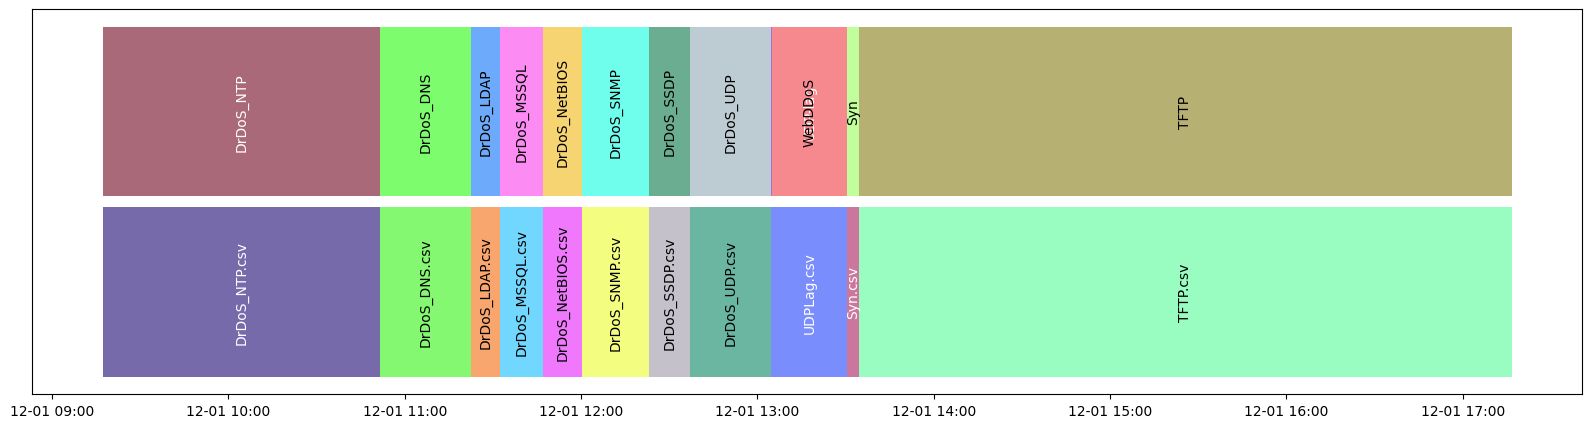 DrDoS_NTP
DrDoS_DNS
DrDoS_LDAP
DrDoS_MSSQL
DrDoS_NetBIOS
DrDoS_SNMP
DrDoS_SSDP
DrDoS_UDP
WebDDoS
Syn
TFTP
DrDoS_NTP.csv
DrDoS_DNS.csv
DrDoS_LDAP.csv
DrDoS_MSSQL.csv
DrDoS_NetBIOS.csv
DrDoS_SNMP.csv
DrDoS_SSDP.csv
DrDoS_UDP.csv
UDPLag.csv
Syn.csv
TFTP.csv
12-01 09:00
12-01 10:00
12-01 11:00
12-01 12:00
12-01 13:00
12-01 14:00
12-01 15:00
12-01 16:00
12-01 17:00